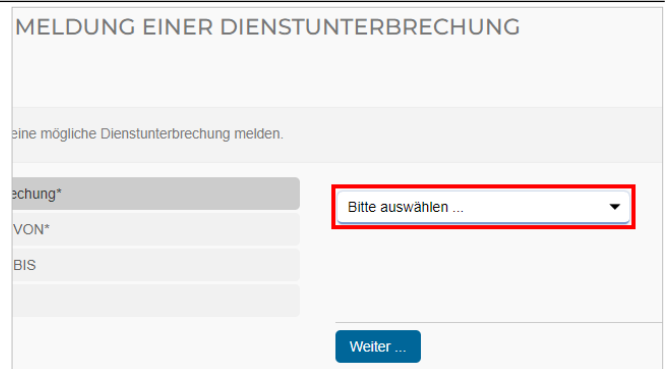 MELDUNG EINER DIENSTUNTERBRECHUNG
eine mögliche Dienstunterbrechung melden.
echung*
Bitte auswählen ...
VON*
BIS
Weiter ...